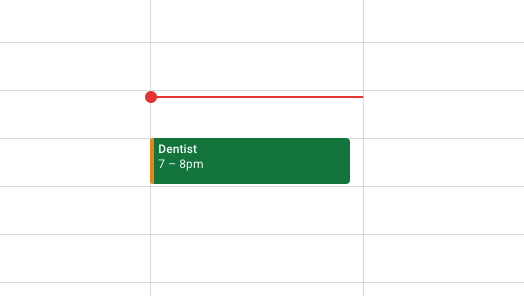 Dentist
7 – 8pm